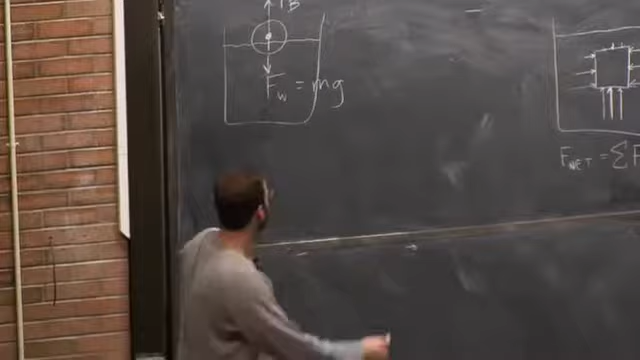 F_B
F_w = mg
F_NET = ΣF